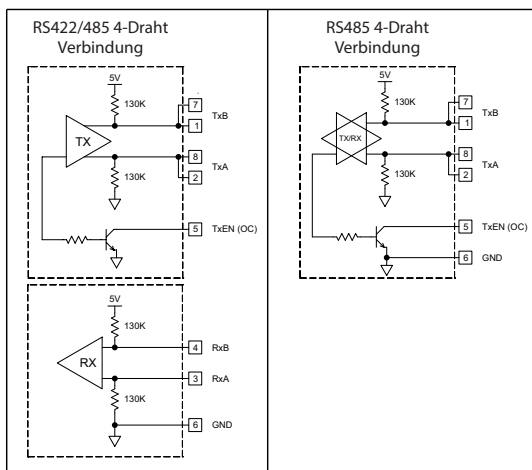 RS422/485 4-Draht
Verbindung
5V
130K
7
TxB
1
TX
8
TxA
2
130K
5
TxEN (OC)
5V
130K
4
RxB
RX
3
RxA
130K
6
GND
RS485 4-Draht
Verbindung
5V
130K
7
TxB
1
TX/RX
8
TxA
2
130K
5
TxEN (OC)
6
GND